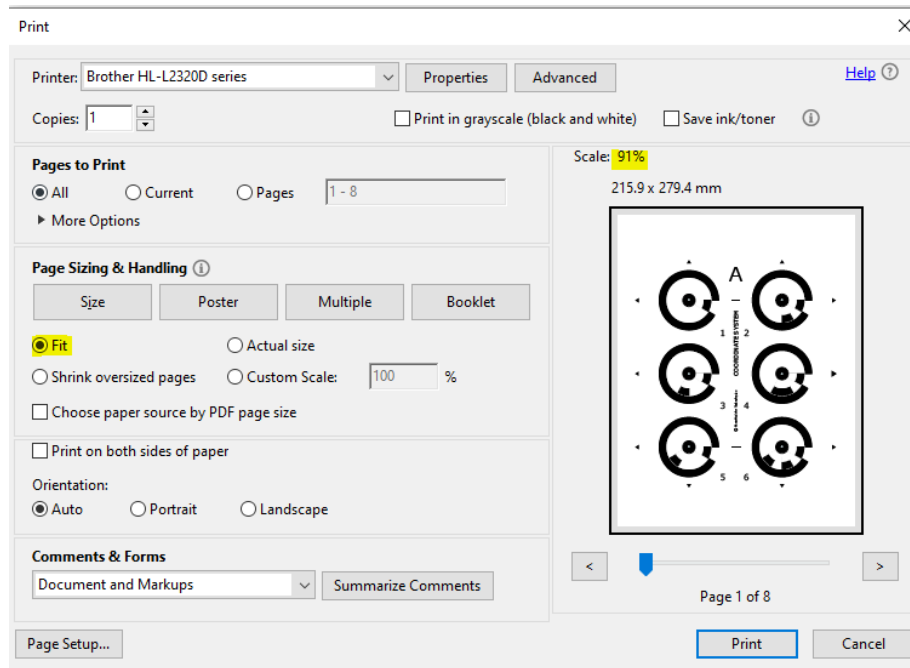 Print
Printer: Brother HL-L2320D series Properties Advanced Help
Copies: 1 Print in grayscale (black and white) Save ink/toner
Pages to Print
All Current Pages 1 - 8
More Options
Page Sizing & Handling
Size Poster Multiple Booklet
Fit Actual size
Shrink oversized pages Custom Scale: 100 %
Choose paper source by PDF page size
Print on both sides of paper
Orientation:
Auto Portrait Landscape
Comments & Forms
Document and Markups Summarize Comments
Page Setup...
Scale: 91%
215.9 x 279.4 mm
A
1 2
COORDINATE SYSTEM
3 4
5 6
< >
Page 1 of 8
Print Cancel